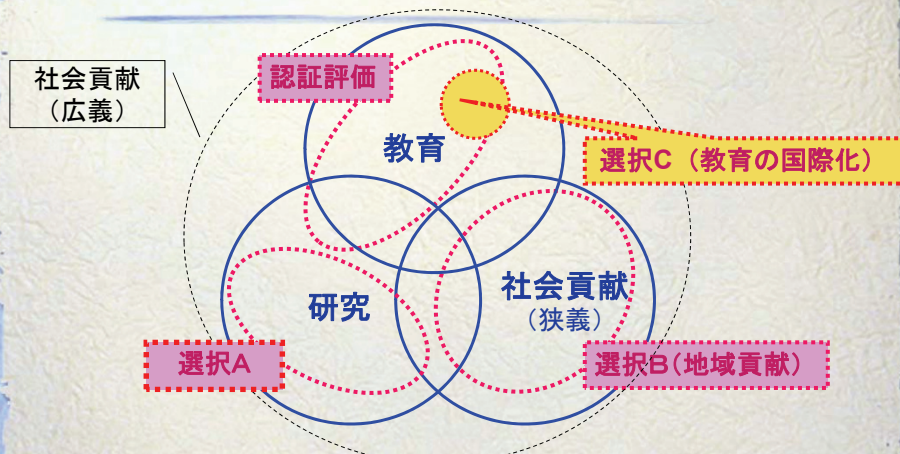 社会貢献
（広義）
認証評価
教育
選択C（教育の国際化）
社会貢献
（狭義）
研究
選択A
選択B（地域貢献）